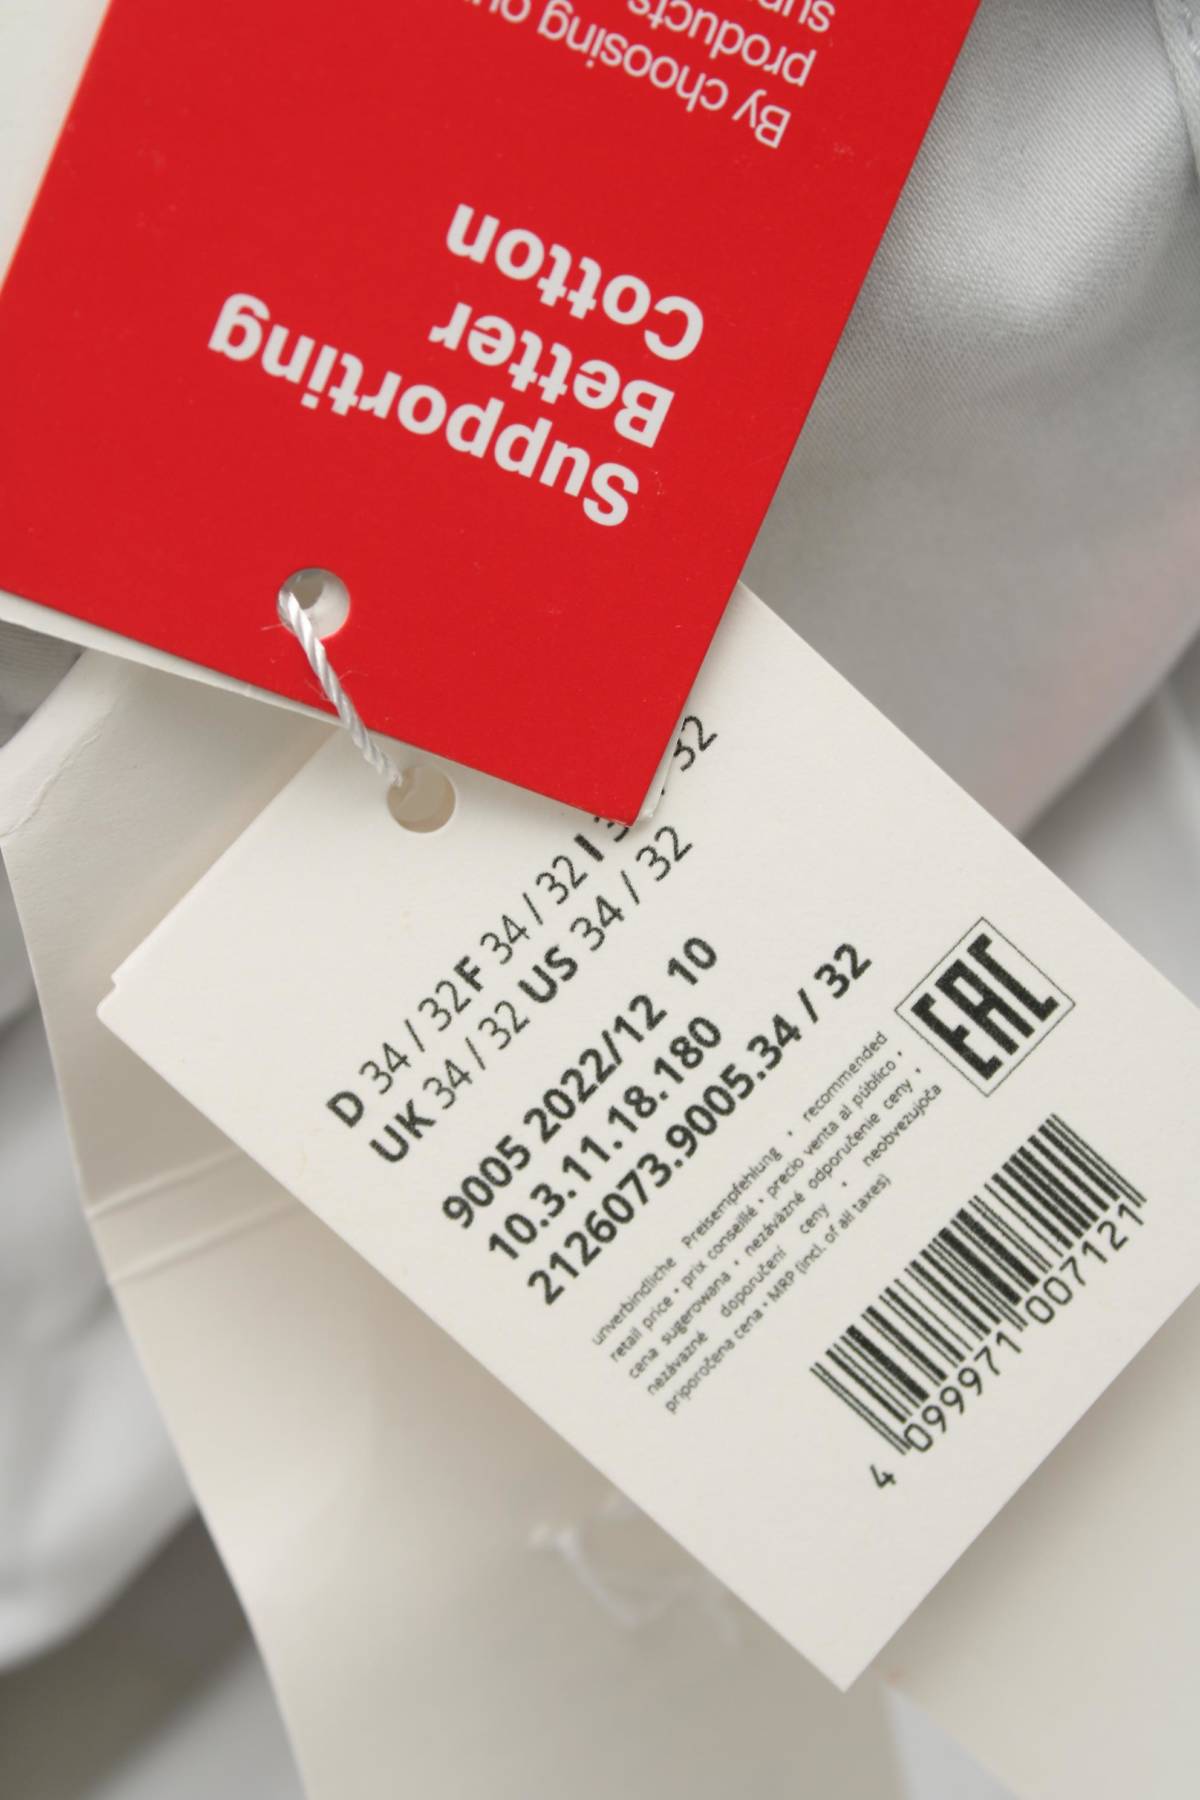 Supporting
Better
Cotton
By choosing
products
D 34 / 32 F 34 / 32 I 32
UK 34 / 32 US 34 / 32
9005 2022/12 10
10.3.11.18.180
2126073.9005.34 / 32
unverbindliche Preisempfehlung • recommended
retail price • prix conseillé • precio venta al público •
cena sugerowana • nezáväzné odporučenie ceny •
nezávazné doporučení ceny • neobvezujoča
priporočena cena • MRP (incl. of all taxes)
EAC
4 099971 007121